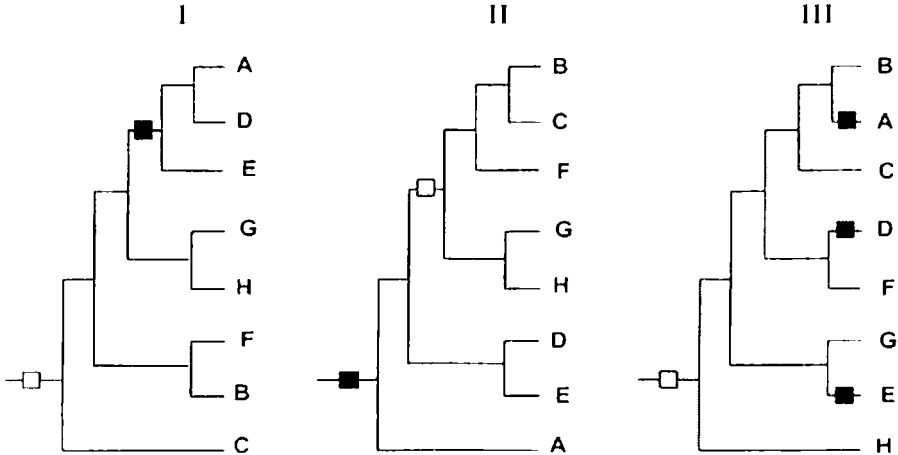 I II III
A B B
D C A
E F C
G G D
H H F
F D G
B E E
C A H